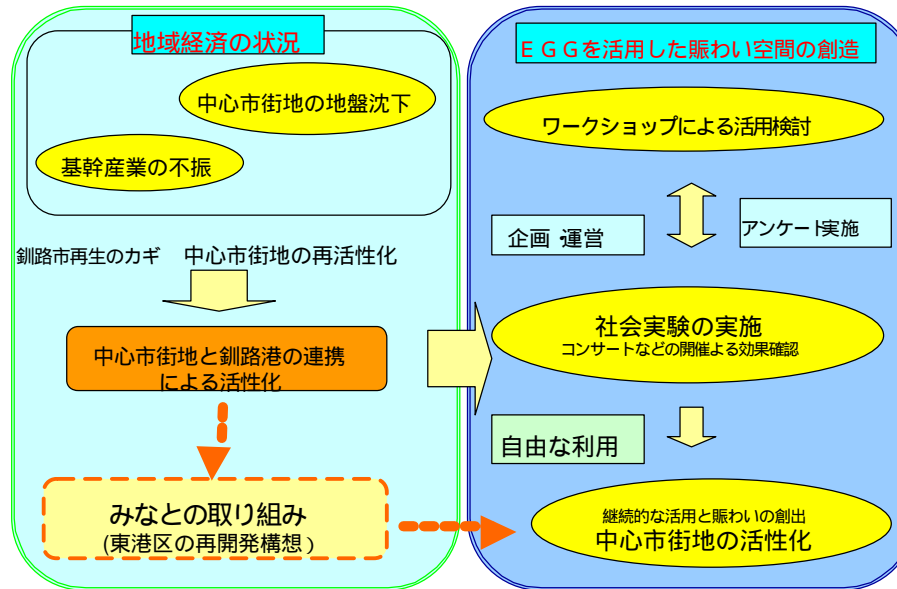 地域経済の状況
中心市街地の地盤沈下
基幹産業の不振
釧路市再生のカギ 中心市街地の再活性化
中心市街地と釧路港の連携
による活性化
みなとの取り組み
(東港区の再開発構想)
EGGを活用した賑わい空間の創造
ワークショップによる活用検討
企画・運営
アンケート実施
社会実験の実施
コンサートなどの開催よる効果確認
自由な利用
継続的な活用と賑わいの創出
中心市街地の活性化